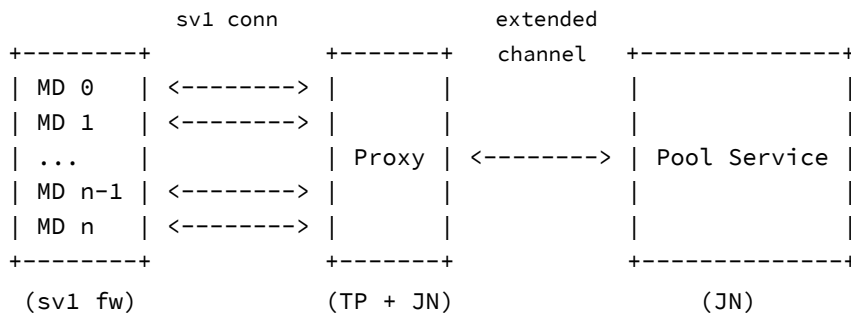 sv1 conn extended
+--------+ +-------+ channel +--------------+
| MD 0 | <--------> | | | |
| MD 1 | <--------> | | | |
| ... | | Proxy | <--------> | Pool Service |
| MD n-1 | <--------> | | | |
| MD n | <--------> | | | |
+--------+ +-------+ +--------------+
(sv1 fw) (TP + JN) (JN)